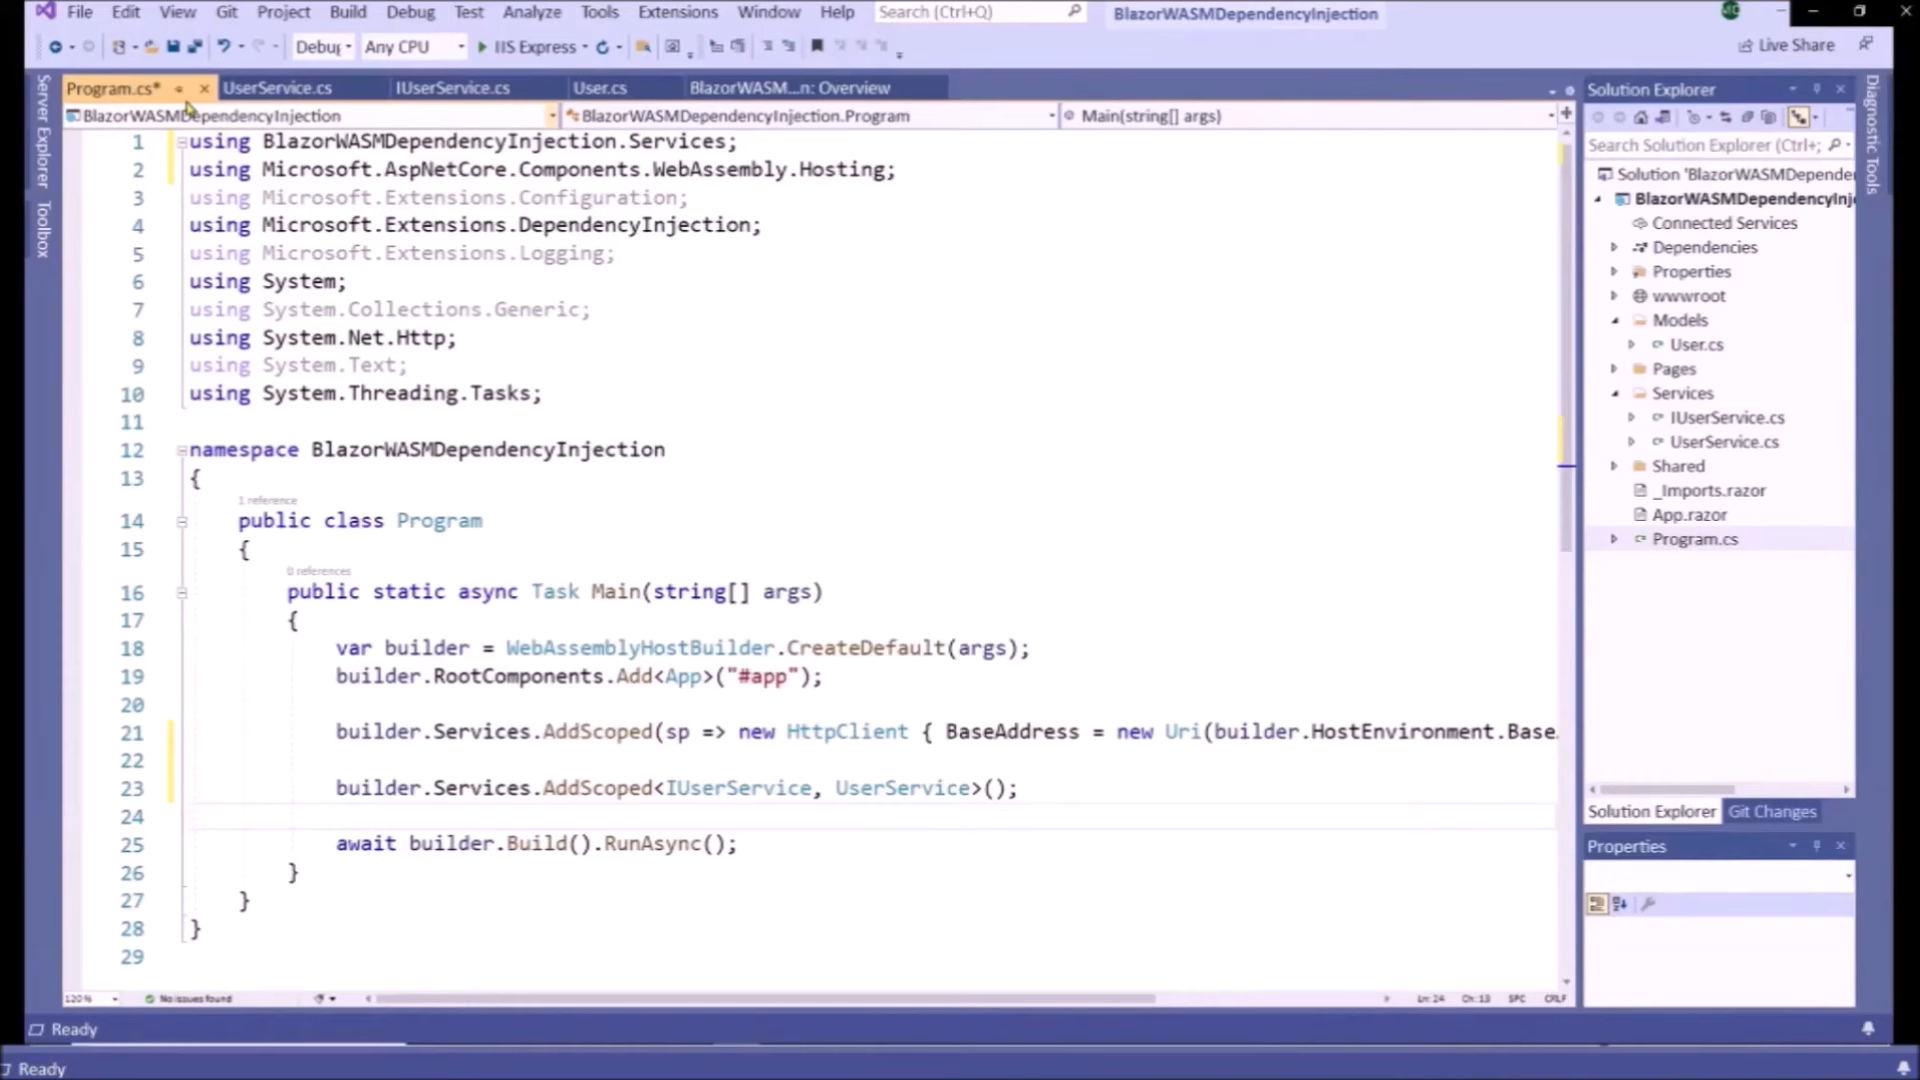 File Edit View Git Project Build Debug Test Analyze Tools Extensions Window Help Search (Ctrl+Q) BlazorWASMDependencyInjection
Debug Any CPU IIS Express Live Share
Program.cs* UserService.cs IUserService.cs User.cs BlazorWASM...n: Overview
BlazorWASMDependencyInjection BlazorWASMDependencyInjection.Program Main(string[] args)
Server Explorer
Toolbox
1 using BlazorWASMDependencyInjection.Services;
2 using Microsoft.AspNetCore.Components.WebAssembly.Hosting;
3 using Microsoft.Extensions.Configuration;
4 using Microsoft.Extensions.DependencyInjection;
5 using Microsoft.Extensions.Logging;
6 using System;
7 using System.Collections.Generic;
8 using System.Net.Http;
9 using System.Text;
10 using System.Threading.Tasks;
11
12 namespace BlazorWASMDependencyInjection
13 {
1 reference
14 public class Program
15 {
0 references
16 public static async Task Main(string[] args)
17 {
18 var builder = WebAssemblyHostBuilder.CreateDefault(args);
19 builder.RootComponents.Add<App>("#app");
20
21 builder.Services.AddScoped(sp => new HttpClient { BaseAddress = new Uri(builder.HostEnvironment.Base
22
23 builder.Services.AddScoped<IUserService, UserService>();
24
25 await builder.Build().RunAsync();
26 }
27 }
28 }
29
120 % No issues found Ln: 24 Ch: 13 SPC CRLF
Solution Explorer
Search Solution Explorer (Ctrl+;
Solution 'BlazorWASMDepender
BlazorWASMDependencyInje
Connected Services
Dependencies
Properties
wwwroot
Models
User.cs
Pages
Services
IUserService.cs
UserService.cs
Shared
_Imports.razor
App.razor
Program.cs
Solution Explorer Git Changes
Properties
Diagnostic Tools
Ready
Ready